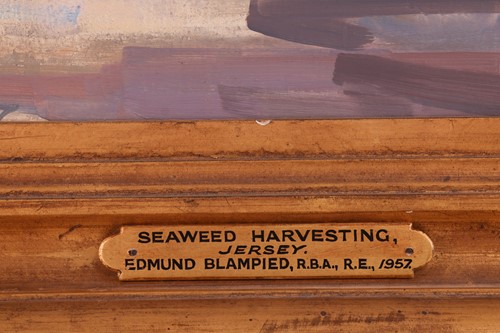 SEAWEED HARVESTING,
JERSEY.
EDMUND BLAMPIED, R.B.A., R.E., 1957.